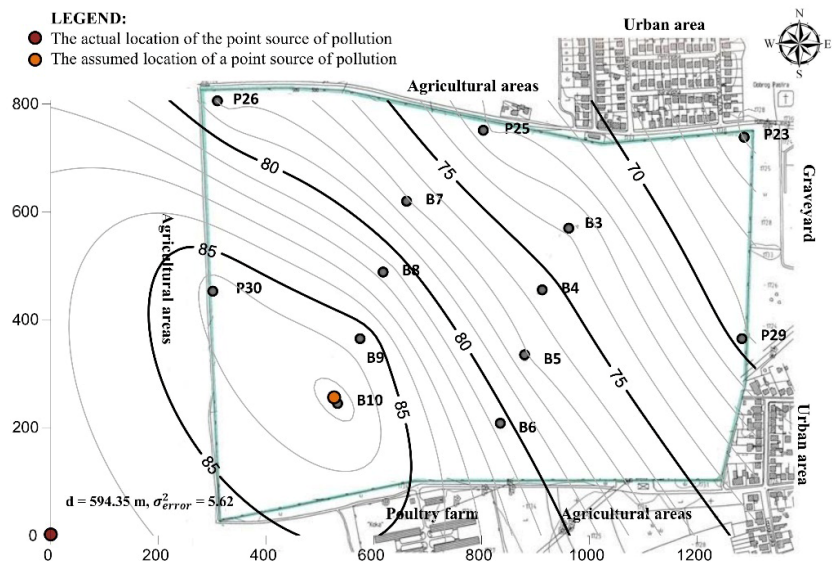 LEGEND:
The actual location of the point source of pollution
The assumed location of a point source of pollution
Urban area
N
W E
S
Agricultural areas
800
P26
P25
P23
80
75
70
Graveyard
B7
600
B3
Agricultural areas
85
B8
P30
B4
400
B9
80
B5
P29
75
B10
85
B6
Urban area
200
85
d = 594.35 m, σ²error = 5.62
Poultry farm
Agricultural areas
0
0 200 400 600 800 1000 1200